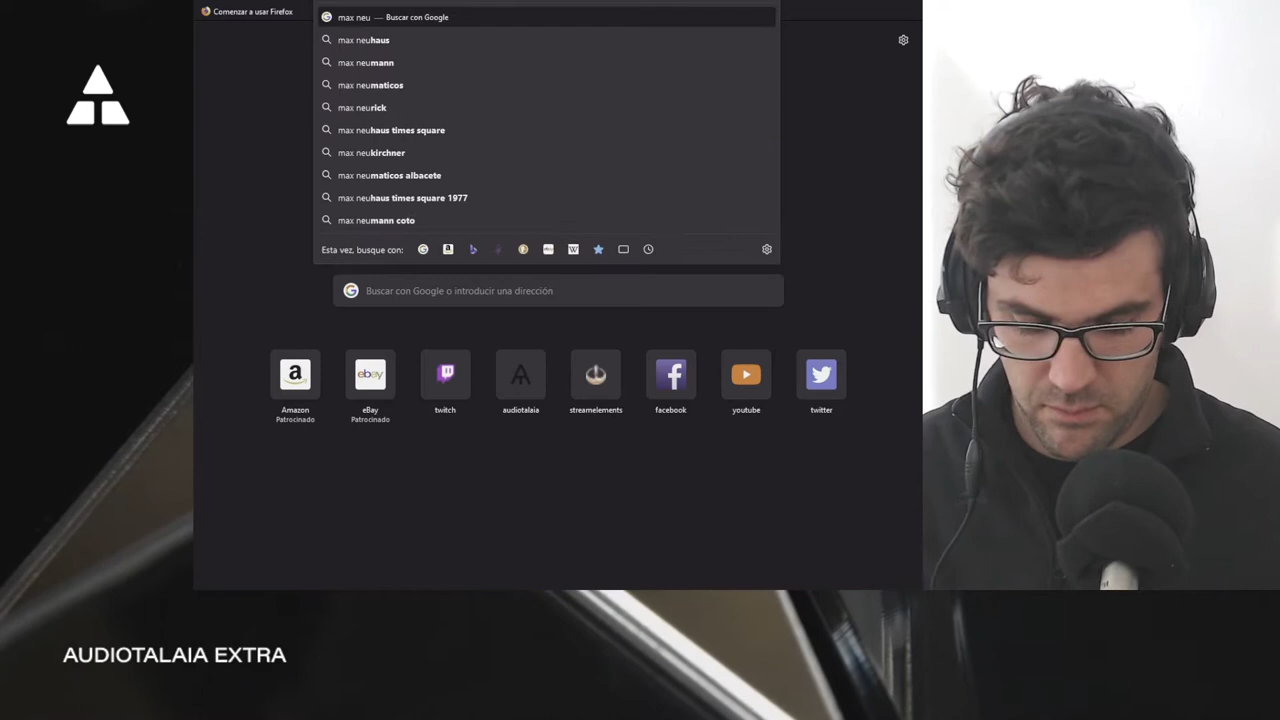 Comenzar a usar Firefox
max neu — Buscar con Google
max neuhaus
max neumann
max neumaticos
max neurick
max neuhaus times square
max neukirchner
max neumaticos albacete
max neuhaus times square 1977
max neumann coto
Esta vez, busque con:
Buscar con Google o introducir una dirección
Amazon
Patrocinado
eBay
Patrocinado
twitch
audiotalaia
streamelements
facebook
youtube
twitter
AUDIOTALAIA EXTRA